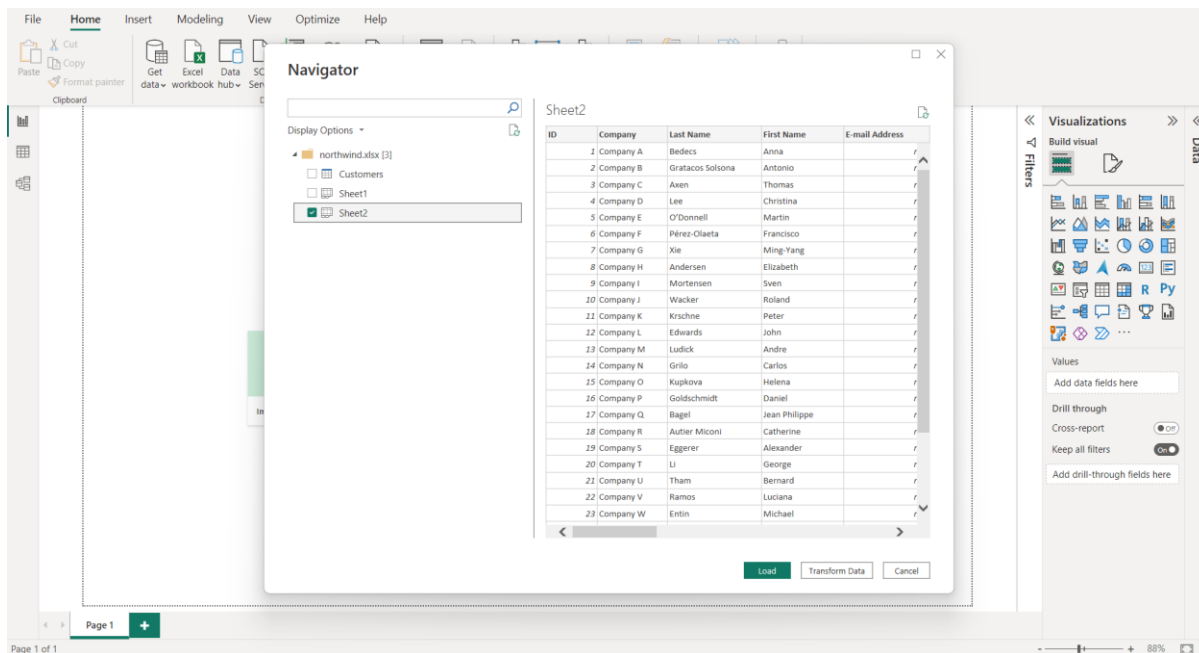 File Home Insert Modeling View Optimize Help
Paste
Cut
Copy
Format painter
Clipboard
Get data
Excel workbook
Data hub
Navigator
Display Options
northwind.xlsx [3]
Customers
Sheet1
Sheet2
Sheet2
ID Company Last Name First Name E-mail Address
1 Company A Bedecs Anna
2 Company B Gratacos Solsona Antonio
3 Company C Axen Thomas
4 Company D Lee Christina
5 Company E O'Donnell Martin
6 Company F Pérez-Olaeta Francisco
7 Company G Xie Ming-Yang
8 Company H Andersen Elizabeth
9 Company I Mortensen Sven
10 Company J Wacker Roland
11 Company K Krschne Peter
12 Company L Edwards John
13 Company M Ludick Andre
14 Company N Grilo Carlos
15 Company O Kupkova Helena
16 Company P Goldschmidt Daniel
17 Company Q Bagel Jean Philippe
18 Company R Autier Miconi Catherine
19 Company S Eggerer Alexander
20 Company T Li George
21 Company U Tham Bernard
22 Company V Ramos Luciana
23 Company W Entin Michael
Load Transform Data Cancel
Filters
Visualizations
Build visual
123
R Py
Values
Add data fields here
Drill through
Cross-report Off
Keep all filters On
Add drill-through fields here
Data
Page 1
Page 1 of 1
88%